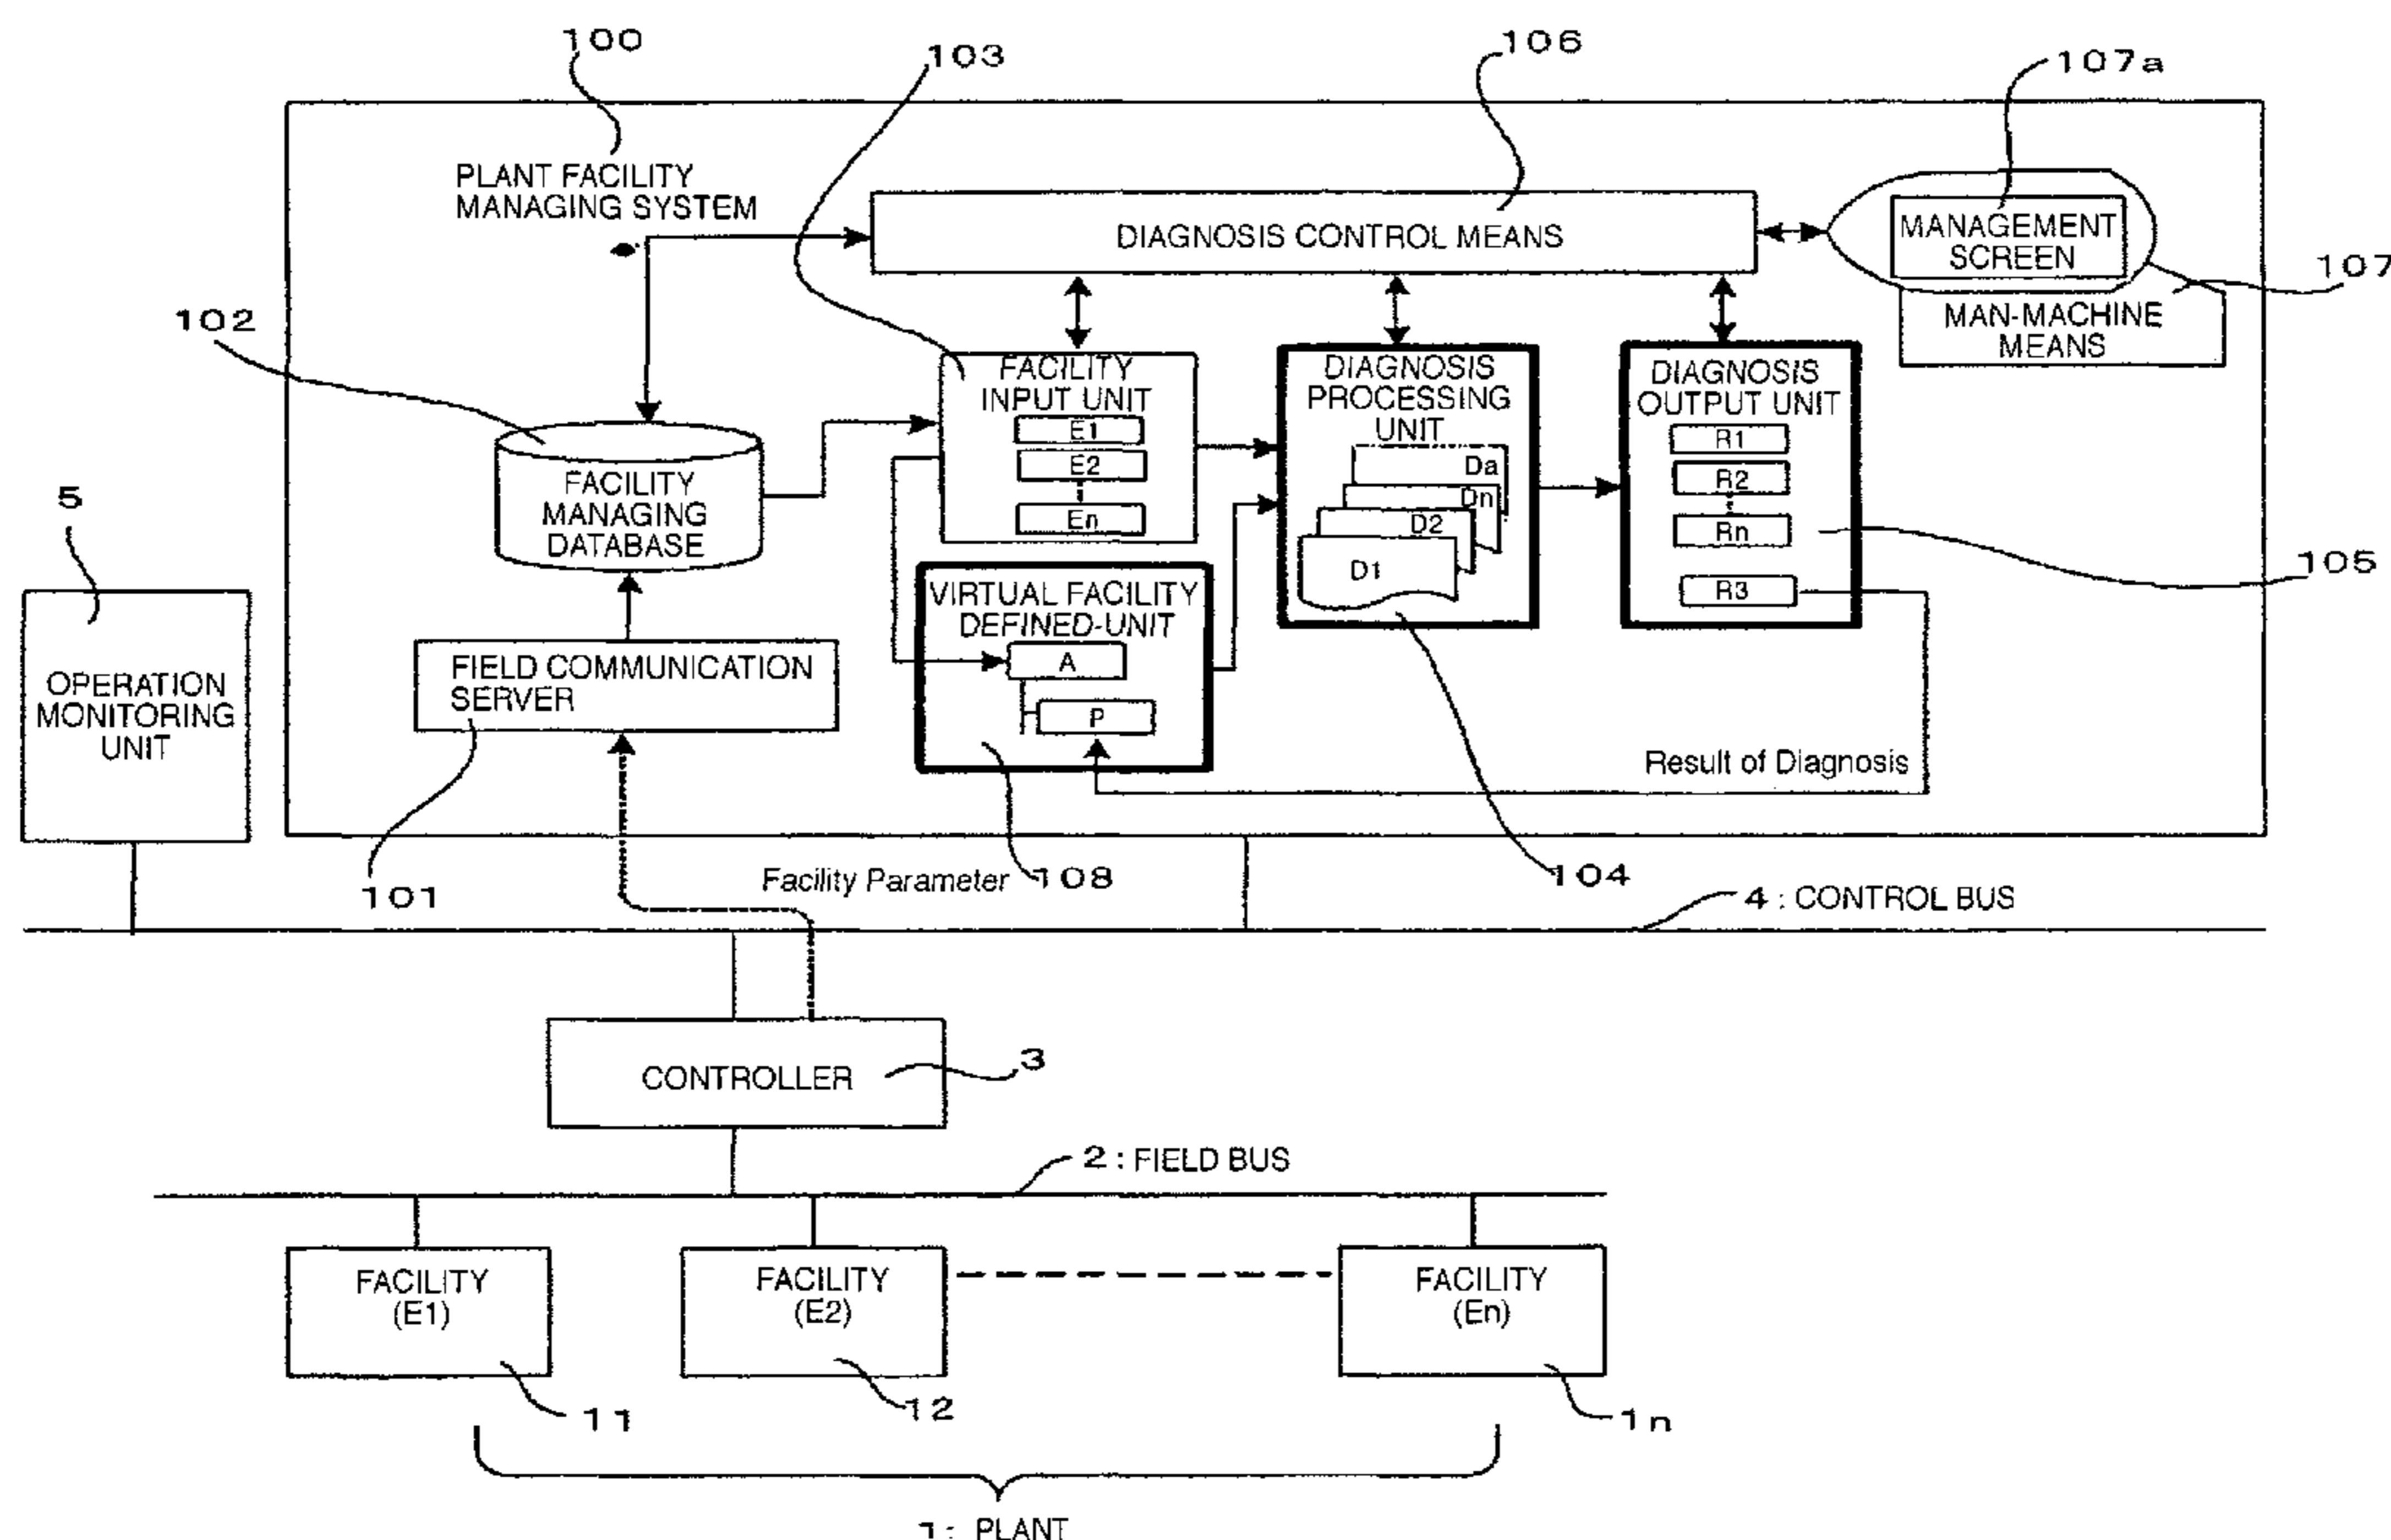 100
103
106
107a
PLANT FACILITY
MANAGING SYSTEM
DIAGNOSIS CONTROL MEANS
MANAGEMENT
SCREEN
107
MAN-MACHINE
MEANS
102
FACILITY
INPUT UNIT
E1
E2
En
DIAGNOSIS
PROCESSING
UNIT
Da
Dn
D2
D1
DIAGNOSIS
OUTPUT UNIT
R1
R2
Rn
R3
105
FACILITY
MANAGING
DATABASE
5
OPERATION
MONITORING
UNIT
VIRTUAL FACILITY
DEFINED-UNIT
A
P
FIELD COMMUNICATION
SERVER
Result of Diagnosis
101
Facility Parameter
108
104
4 : CONTROL BUS
CONTROLLER
3
2 : FIELD BUS
FACILITY
(E1)
FACILITY
(E2)
FACILITY
(En)
11
12
1n
1 : PLANT